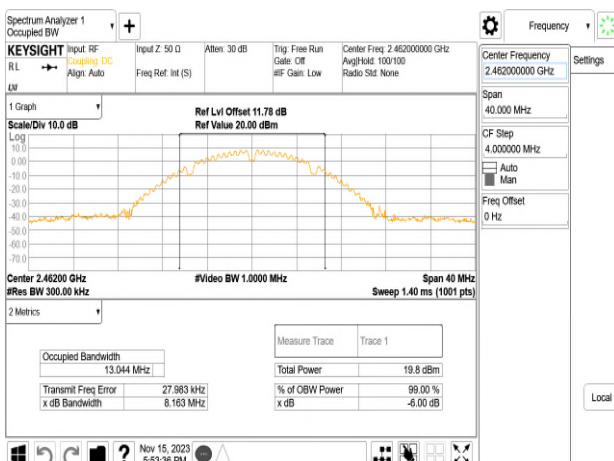 Spectrum Analyzer 1
Occupied BW
+
Frequency
KEYSIGHT
RL
Input: RF
Coupling: DC
Align: Auto
Input Z: 50 Ω
Freq Ref: Int (S)
Atten: 30 dB
Trig: Free Run
Gate: Off
#IF Gain: Low
Center Freq: 2.462000000 GHz
Avg|Hold: 100/100
Radio Std: None
Center Frequency
2.462000000 GHz
Settings
Span
40.000 MHz
CF Step
4.000000 MHz
Auto
Man
Freq Offset
0 Hz
Local
1 Graph
Scale/Div 10.0 dB
Ref Lvl Offset 11.78 dB
Ref Value 20.00 dBm
Log
10.0
0.00
-10.0
-20.0
-30.0
-40.0
-50.0
-60.0
-70.0
Center 2.46200 GHz
#Res BW 300.00 kHz
#Video BW 1.0000 MHz
Span 40 MHz
Sweep 1.40 ms (1001 pts)
2 Metrics
Measure Trace Trace 1
Occupied Bandwidth
13.044 MHz
Total Power 19.8 dBm
Transmit Freq Error 27.983 kHz
% of OBW Power 99.00 %
x dB Bandwidth 8.163 MHz
x dB -6.00 dB
?
Nov 15, 2023
5:53:36 PM